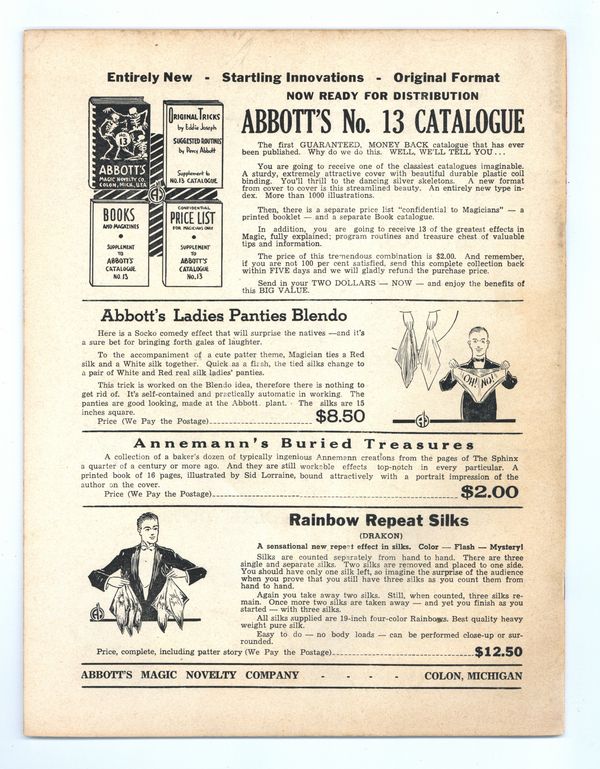 Entirely New - Startling Innovations - Original Format
NOW READY FOR DISTRIBUTION
ABBOTT'S No. 13 CATALOGUE
13
ABBOTT'S
MAGIC NOVELTY CO.
COLON, MICH., U.S.A
ORIGINAL TRICKS
by Eddie Joseph
SUGGESTED ROUTINES
by Percy Abbott
Supplement to
No. 13 CATALOGUE
BOOKS
AND MAGAZINES
SUPPLEMENT
TO
ABBOTT'S
CATALOGUE
No. 13
CONFIDENTIAL
PRICE LIST
FOR MAGICIANS ONLY
SUPPLEMENT
TO
ABBOTT'S
CATALOGUE
No. 13
The first GUARANTEED, MONEY BACK catalogue that has ever
been published. Why do we do this. WELL, WE'LL TELL YOU . . .
You are going to receive one of the classiest catalogues imaginable.
A sturdy, extremely attractive cover with beautiful durable plastic coil
binding. You'll thrill to the dancing silver skeletons. A new format
from cover to cover is this streamlined beauty. An entirely new type in-
dex. More than 1000 illustrations.
Then, there is a separate price list "confidential to Magicians" — a
printed booklet — and a separate Book catalogue.
In addition, you are going to receive 13 of the greatest effects in
Magic, fully explained; program routines and treasure chest of valuable
tips and information.
The price of this tremendous combination is $2.00. And remember,
if you are not 100 per cent satisfied, send this complete collection back
within FIVE days and we will gladly refund the purchase price.
Send in your TWO DOLLARS — NOW — and enjoy the benefits of
this BIG VALUE.
Abbott's Ladies Panties Blendo
Here is a Socko comedy effect that will surprise the natives —and it's
a sure bet for bringing forth gales of laughter.
To the accompaniment of a cute patter theme, Magician ties a Red
silk and a White silk together. Quick as a flash, the tied silks change to
a pair of White and Red real silk ladies' panties.
This trick is worked on the Blendo idea, therefore there is nothing to
get rid of. It's self-contained and practically automatic in working. The
panties are good looking, made at the Abbott plant. The silks are 15
inches square.
Price (We Pay the Postage) $8.50
OH! NO!
Annemann's Buried Treasures
A collection of a baker's dozen of typically ingenious Annemann creations from the pages of The Sphinx
a quarter of a century or more ago. And they are still workable effects top-notch in every particular. A
printed book of 16 pages, illustrated by Sid Lorraine, bound attractively with a portrait impression of the
author on the cover.
Price (We Pay the Postage) $2.00
Rainbow Repeat Silks
(DRAKON)
A sensational new repeat effect in silks. Color — Flash — Mystery!
Silks are counted separately from hand to hand. There are three
single and separate silks. Two silks are removed and placed to one side.
You should have only one silk left, so imagine the surprise of the audience
when you prove that you still have three silks as you count them from
hand to hand.
Again you take away two silks. Still, when counted, three silks re-
main. Once more two silks are taken away — and yet you finish as you
started — with three silks.
All silks supplied are 19-inch four-color Rainbows. Best quality heavy
weight pure silk.
Easy to do — no body loads — can be performed close-up or sur-
rounded.
Price, complete, including patter story (We Pay the Postage) $12.50
ABBOTT'S MAGIC NOVELTY COMPANY - - - - COLON, MICHIGAN